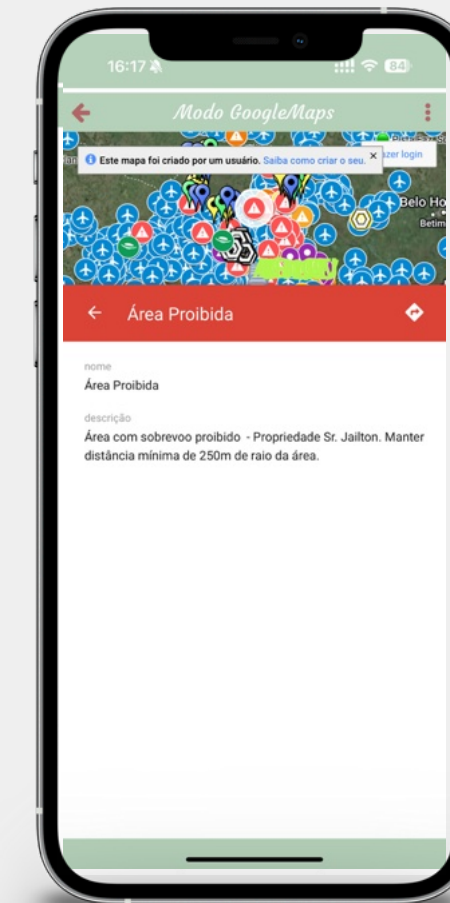 16:17
84
Modo GoogleMaps
Este mapa foi criado por um usuário. Saiba como criar o seu.
Belo Ho
Betim
Área Proibida
nome
Área Proibida
descrição
Área com sobrevoo proibido - Propriedade Sr. Jailton. Manter
distância mínima de 250m de raio da área.